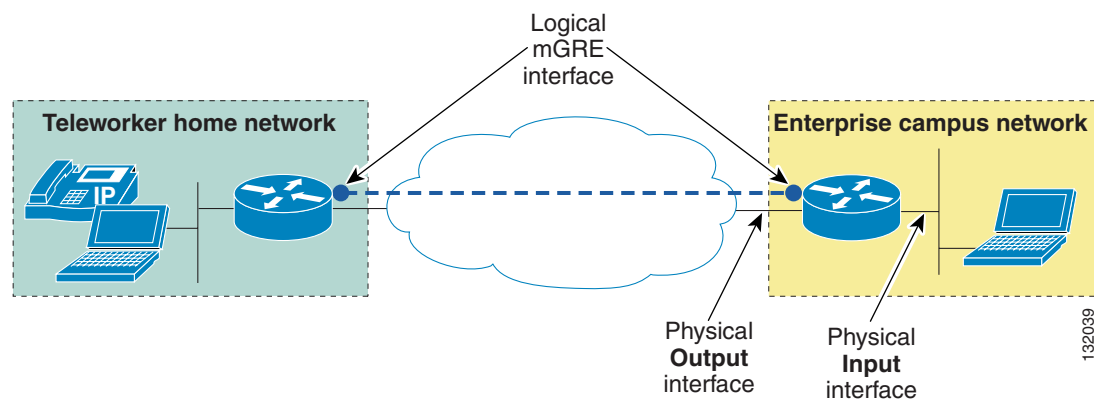 Logical
mGRE
interface
Teleworker home network
Enterprise campus network
IP
Physical
Output
interface
Physical
Input
interface
132039